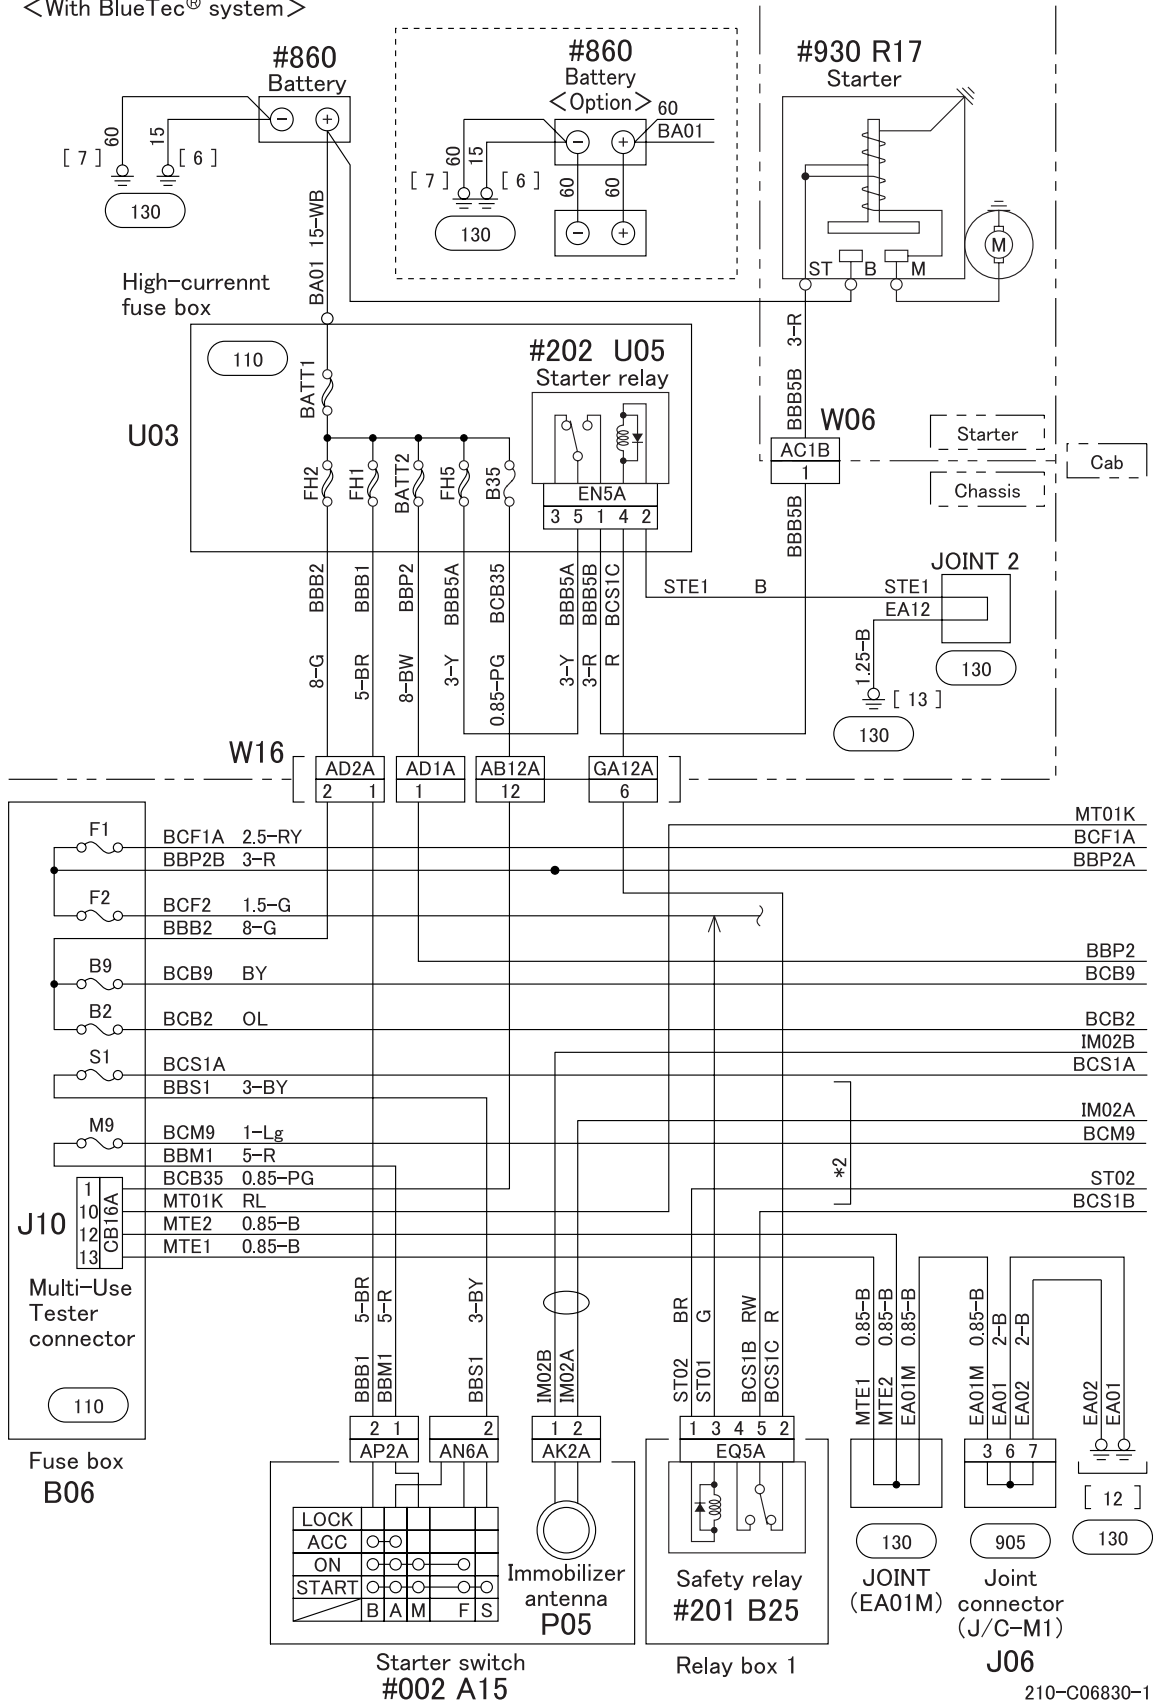 <With BlueTec® system>
#860
Battery
60
15
[ 7 ]
[ 6 ]
130
#860
Battery
<Option>
60
BA01
60
15
[ 7 ]
[ 6 ]
130
60
60
#930 R17
Starter
M
ST
B
M
BA01 15-WB
High-currennt
fuse box
110
U03
BATT1
#202 U05
Starter relay
FH2
FH1
BATT2
FH5
B35
EN5A
3 5 1 4 2
3-R
BBB5B
W06
AC1B
1
BBB5B
Starter
Chassis
Cab
JOINT 2
STE1 B STE1
EA12
1.25-B
[ 13 ]
130
130
BBB2
BBB1
BBP2
BBB5A
BCB35
BBB5A
BBB5B
BCS1C
8-G
5-BR
8-BW
3-Y
0.85-PG
3-Y
3-R
R
W16
AD2A
AD1A
AB12A
GA12A
2 1
1
12
6
F1
BCF1A 2.5-RY
BBP2B 3-R
F2
BCF2 1.5-G
BBB2 8-G
B9
BCB9 BY
B2
BCB2 OL
S1
BCS1A
BBS1 3-BY
M9
BCM9 1-Lg
BBM1 5-R
BCB35 0.85-PG
MT01K RL
MTE2 0.85-B
MTE1 0.85-B
MT01K
BCF1A
BBP2A
BBP2
BCB9
BCB2
IM02B
BCS1A
IM02A
BCM9
ST02
BCS1B
*2
J10
1
10
12
13
CB16A
Multi-Use
Tester
connector
110
Fuse box
B06
5-BR
5-R
3-BY
BBB1
BBM1
BBS1
IM02B
IM02A
BR
G
RW
R
ST02
ST01
BCS1B
BCS1C
0.85-B
0.85-B
0.85-B
MTE1
MTE2
EA01M
0.85-B
2-B
2-B
EA01M
EA01
EA02
EA02
EA01
2 1
AP2A
2
AN6A
1 2
AK2A
1 3 4 5 2
EQ5A
3 6 7
LOCK
ACC
ON
START
B A M F S
Immobilizer
antenna
P05
Safety relay
#201 B25
130
JOINT
(EA01M)
905
Joint
connector
(J/C-M1)
J06
[ 12 ]
130
Starter switch
#002 A15
Relay box 1
210-C06830-1